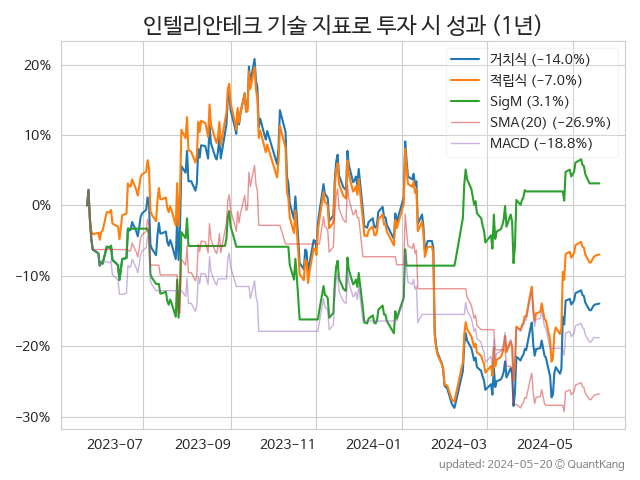 인텔리안테크 기술 지표로 투자 시 성과 (1년)
거치식 (−14.0%)
적립식 (−7.0%)
SigM (3.1%)
SMA(20) (−26.9%)
MACD (−18.8%)
20%
10%
0%
−10%
−20%
−30%
2023-07
2023-09
2023-11
2024-01
2024-03
2024-05
updated: 2024-05-20 © QuantKang